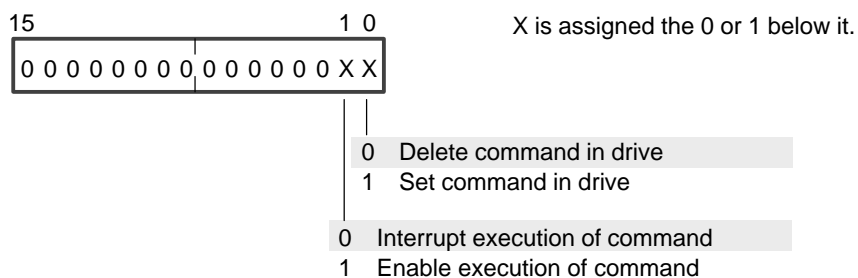 15 1 0 X is assigned the 0 or 1 below it.
0 0 0 0 0 0 0 0 0 0 0 0 0 0 X X
0 Delete command in drive
1 Set command in drive
0 Interrupt execution of command
1 Enable execution of command